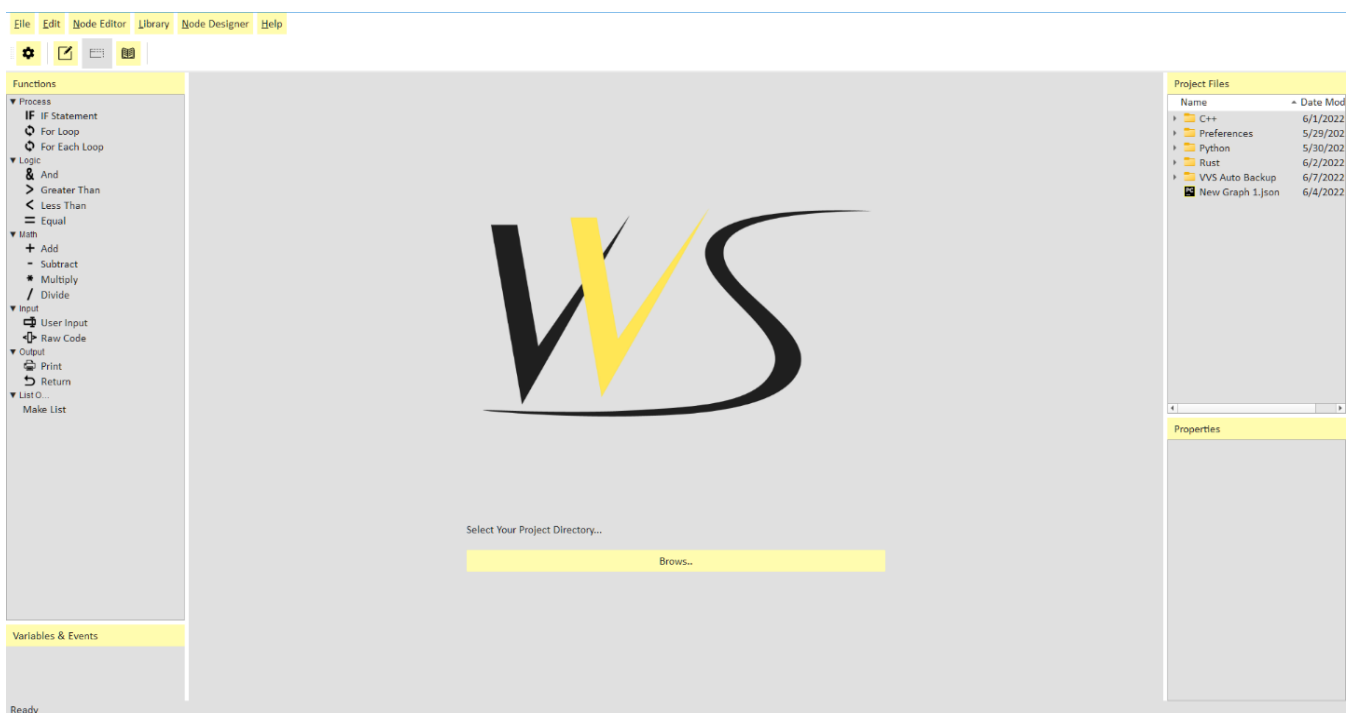 File Edit Node Editor Library Node Designer Help
Functions
Process
IF IF Statement
For Loop
For Each Loop
Logic
& And
> Greater Than
< Less Than
= Equal
Math
+ Add
- Subtract
* Multiply
/ Divide
Input
User Input
Raw Code
Output
Print
Return
List O...
Make List
Variables & Events
Ready
VVS
Select Your Project Directory...
Brows..
Project Files
Name Date Mod
C++ 6/1/2022
Preferences 5/29/202
Python 5/30/202
Rust 6/2/2022
VVS Auto Backup 6/7/2022
PC New Graph 1.json 6/4/2022
Properties